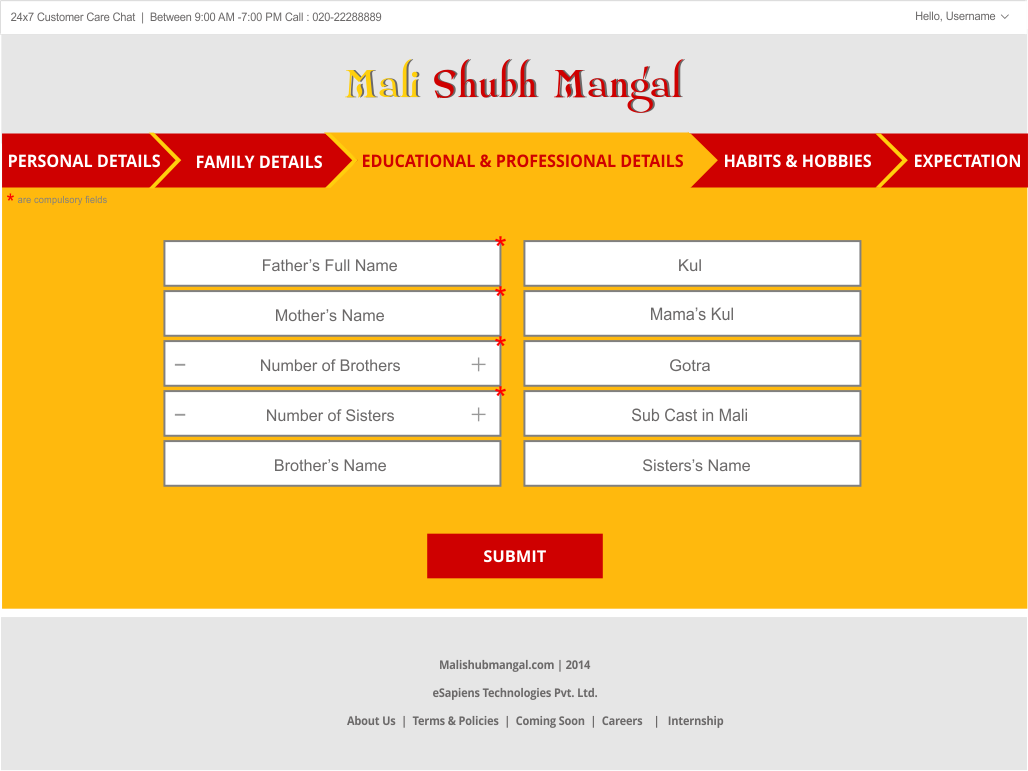 24x7 Customer Care Chat | Between 9:00 AM -7:00 PM Call : 020-22288889
Hello, Username
Mali Shubh Mangal
PERSONAL DETAILS
FAMILY DETAILS
EDUCATIONAL & PROFESSIONAL DETAILS
HABITS & HOBBIES
EXPECTATION
* are compulsory fields
Father’s Full Name *
Kul
Mother’s Name *
Mama’s Kul
− Number of Brothers + *
Gotra
− Number of Sisters + *
Sub Cast in Mali
Brother’s Name
Sisters’s Name
SUBMIT
Malishubmangal.com | 2014
eSapiens Technologies Pvt. Ltd.
About Us | Terms & Policies | Coming Soon | Careers | Internship